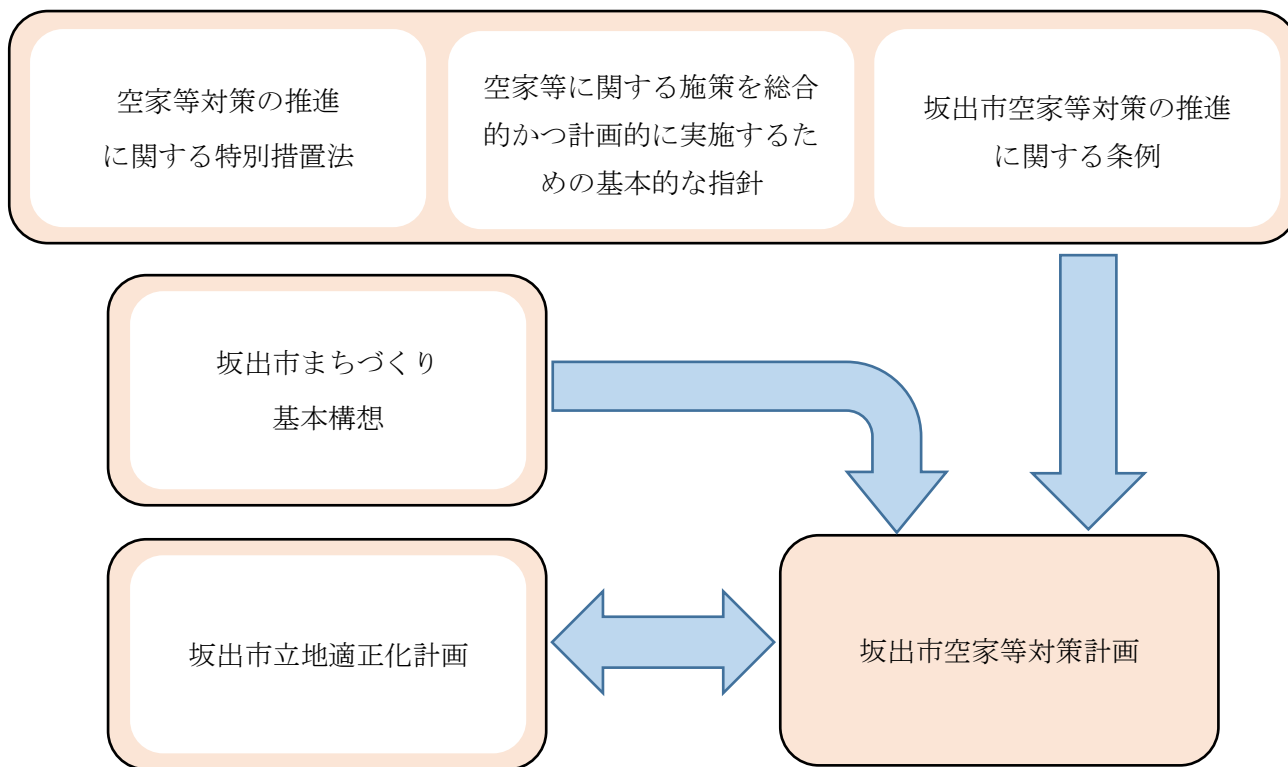 空家等対策の推進
に関する特別措置法
空家等に関する施策を総合
的かつ計画的に実施するた
めの基本的な指針
坂出市空家等対策の推進
に関する条例
坂出市まちづくり
基本構想
坂出市立地適正化計画
坂出市空家等対策計画